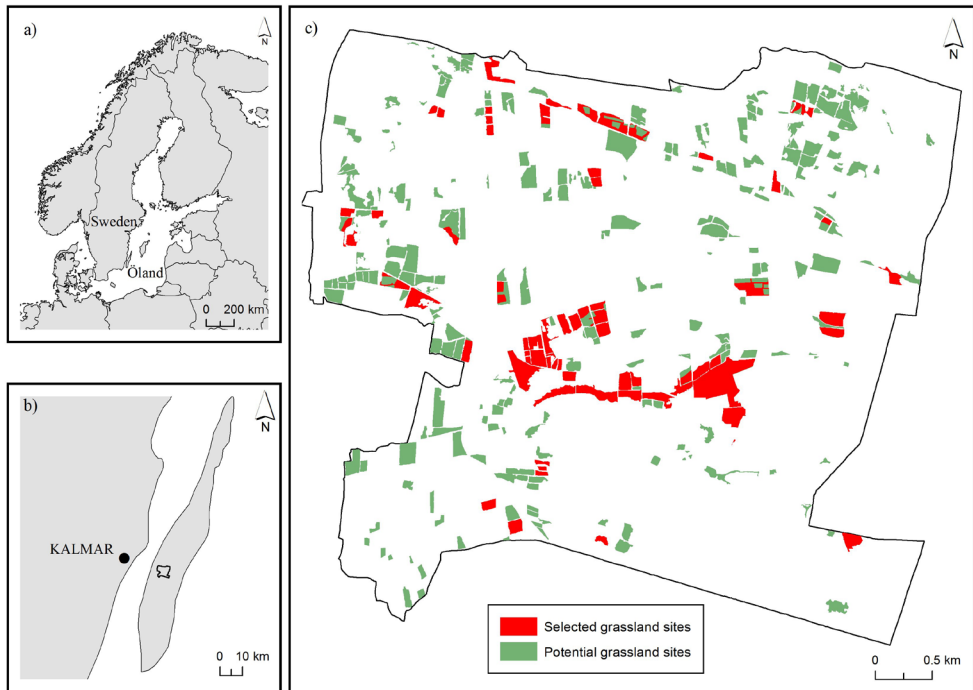 a)
N
Sweden
Öland
0 200 km
b)
N
KALMAR
0 10 km
c)
N
Selected grassland sites
Potential grassland sites
0 0.5 km